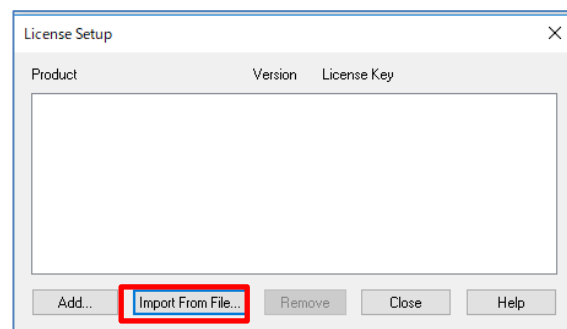 License Setup
Product Version License Key
Add... Import From File... Remove Close Help